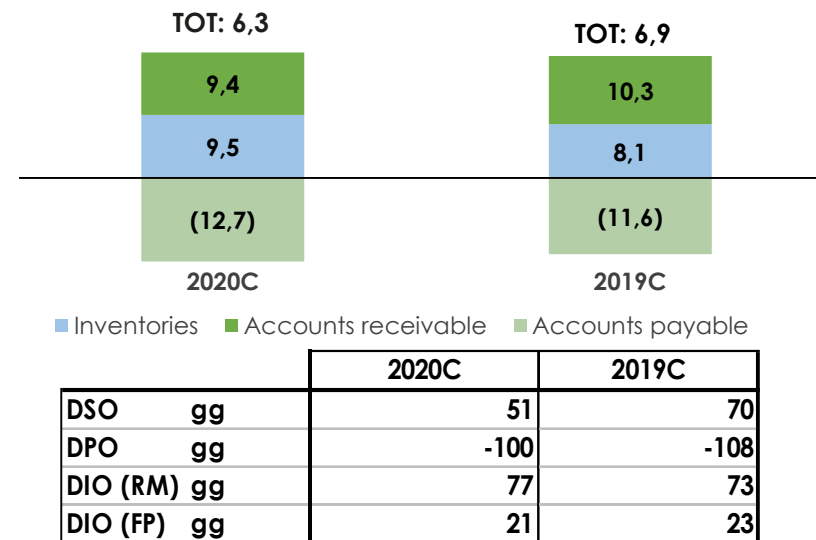 TOT: 6,3 TOT: 6,9
9,4 10,3
9,5 8,1
(12,7) (11,6)
2020C 2019C
Inventories Accounts receivable Accounts payable
2020C 2019C
DSO gg 51 70
DPO gg -100 -108
DIO (RM) gg 77 73
DIO (FP) gg 21 23